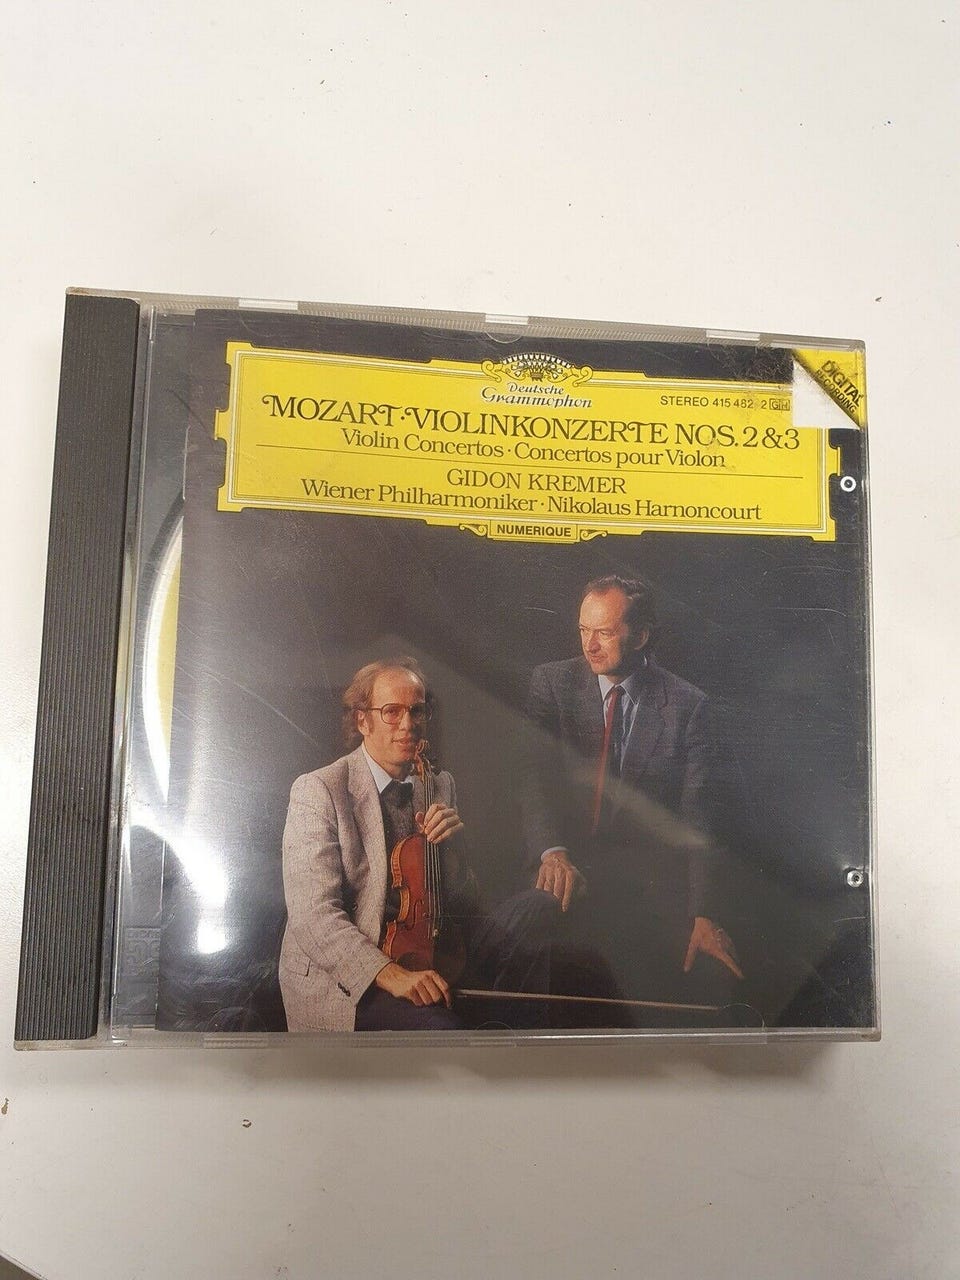 Deutsche
Grammophon
STEREO 415 482-2 GH
DIGITAL
RECORDING
MOZART·VIOLINKONZERTE NOS. 2 & 3
Violin Concertos · Concertos pour Violon
GIDON KREMER
Wiener Philharmoniker · Nikolaus Harnoncourt
NUMERIQUE